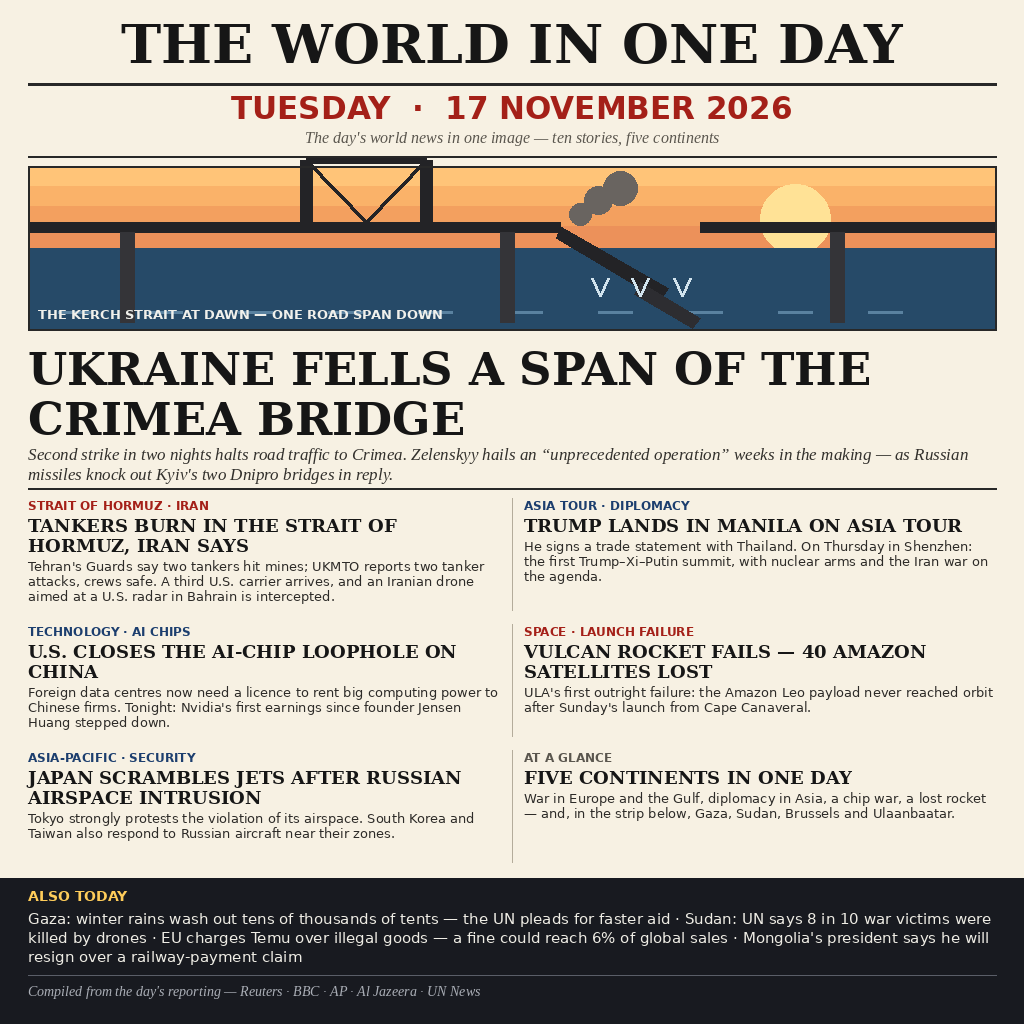 THE WORLD IN ONE DAY
TUESDAY · 17 NOVEMBER 2026
The day's world news in one image — ten stories, five continents
THE KERCH STRAIT AT DAWN — ONE ROAD SPAN DOWN
UKRAINE FELLS A SPAN OF THE
CRIMEA BRIDGE
Second strike in two nights halts road traffic to Crimea. Zelenskyy hails an “unprecedented operation” weeks in the making — as Russian
missiles knock out Kyiv's two Dnipro bridges in reply.
STRAIT OF HORMUZ · IRAN
TANKERS BURN IN THE STRAIT OF
HORMUZ, IRAN SAYS
Tehran's Guards say two tankers hit mines; UKMTO reports two tanker
attacks, crews safe. A third U.S. carrier arrives, and an Iranian drone
aimed at a U.S. radar in Bahrain is intercepted.
ASIA TOUR · DIPLOMACY
TRUMP LANDS IN MANILA ON ASIA TOUR
He signs a trade statement with Thailand. On Thursday in Shenzhen:
the first Trump–Xi–Putin summit, with nuclear arms and the Iran war on
the agenda.
TECHNOLOGY · AI CHIPS
U.S. CLOSES THE AI-CHIP LOOPHOLE ON
CHINA
Foreign data centres now need a licence to rent big computing power to
Chinese firms. Tonight: Nvidia's first earnings since founder Jensen
Huang stepped down.
SPACE · LAUNCH FAILURE
VULCAN ROCKET FAILS — 40 AMAZON
SATELLITES LOST
ULA's first outright failure: the Amazon Leo payload never reached orbit
after Sunday's launch from Cape Canaveral.
ASIA-PACIFIC · SECURITY
JAPAN SCRAMBLES JETS AFTER RUSSIAN
AIRSPACE INTRUSION
Tokyo strongly protests the violation of its airspace. South Korea and
Taiwan also respond to Russian aircraft near their zones.
AT A GLANCE
FIVE CONTINENTS IN ONE DAY
War in Europe and the Gulf, diplomacy in Asia, a chip war, a lost rocket
— and, in the strip below, Gaza, Sudan, Brussels and Ulaanbaatar.
ALSO TODAY
Gaza: winter rains wash out tens of thousands of tents — the UN pleads for faster aid · Sudan: UN says 8 in 10 war victims were
killed by drones · EU charges Temu over illegal goods — a fine could reach 6% of global sales · Mongolia's president says he will
resign over a railway-payment claim
Compiled from the day's reporting — Reuters · BBC · AP · Al Jazeera · UN News